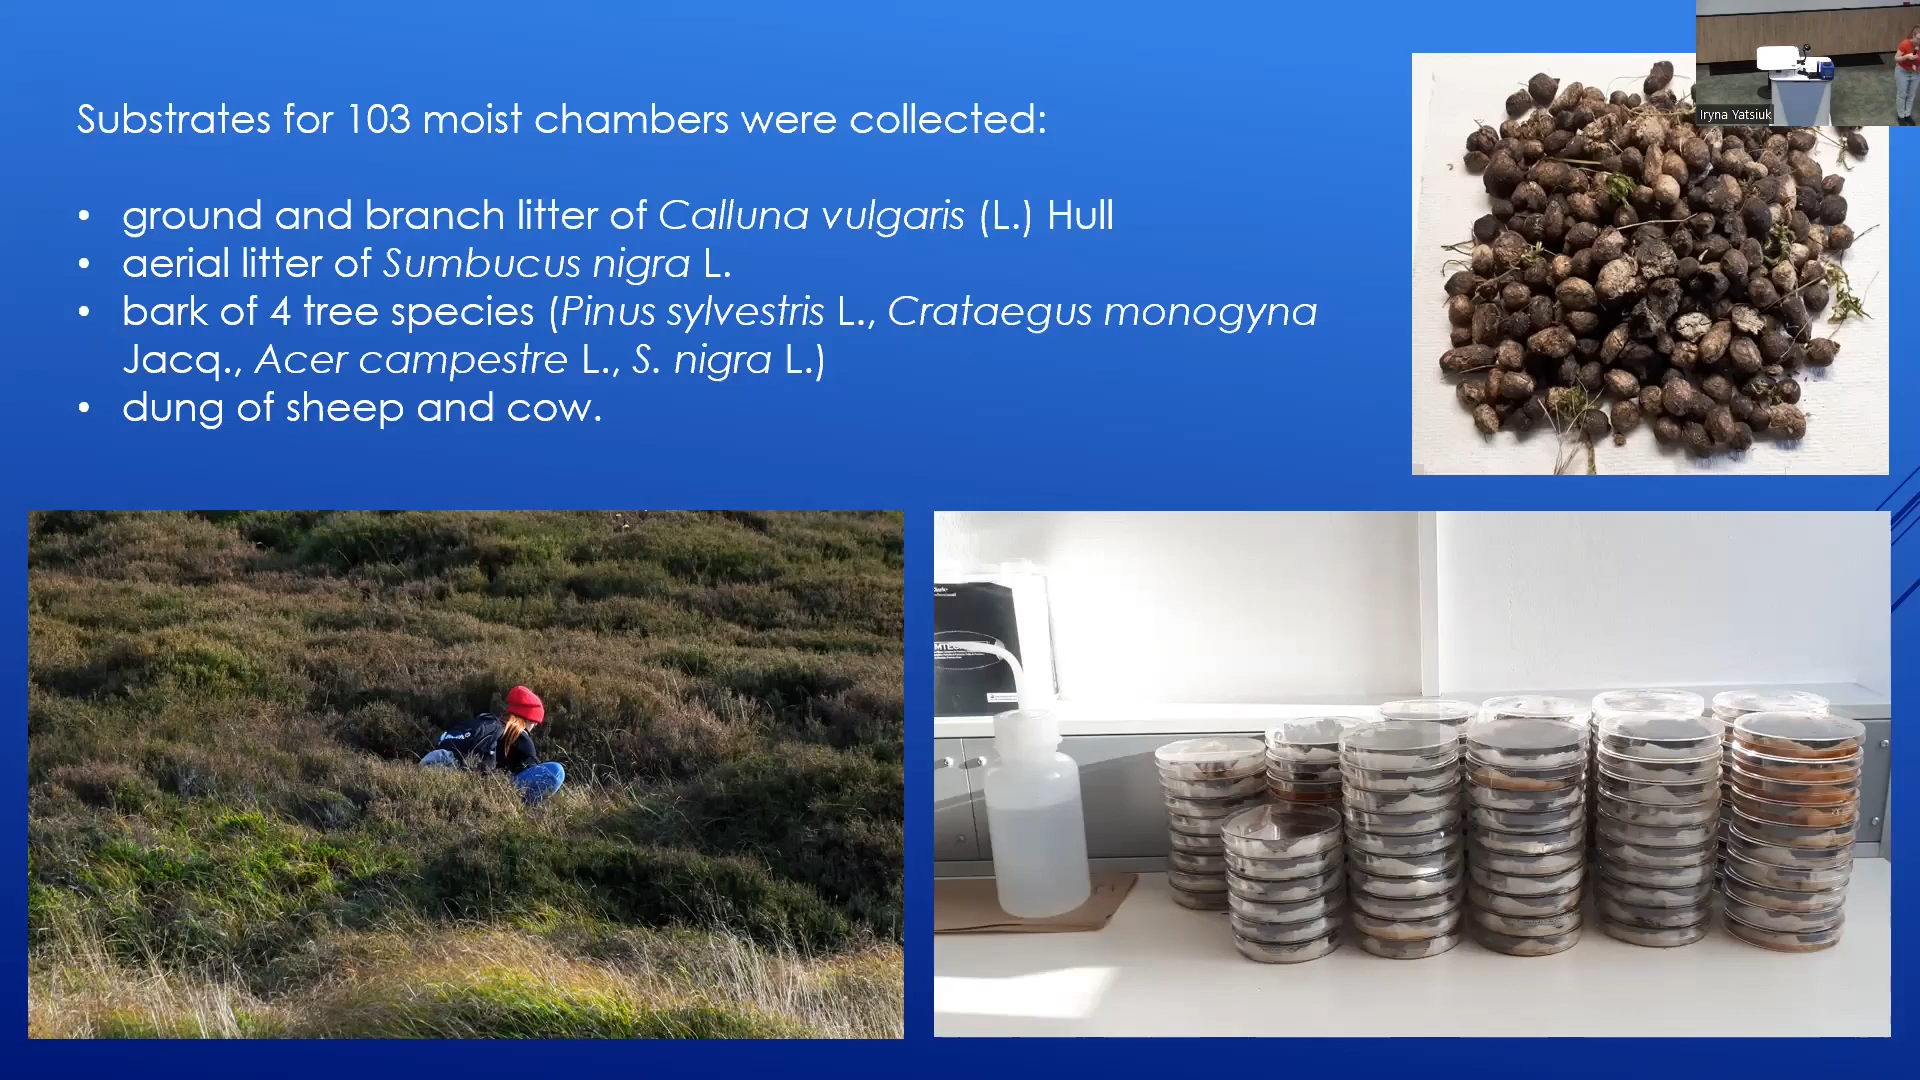 Iryna Yatsiuk
Substrates for 103 moist chambers were collected:
• ground and branch litter of Calluna vulgaris (L.) Hull
• aerial litter of Sumbucus nigra L.
• bark of 4 tree species (Pinus sylvestris L., Crataegus monogyna
Jacq., Acer campestre L., S. nigra L.)
• dung of sheep and cow.